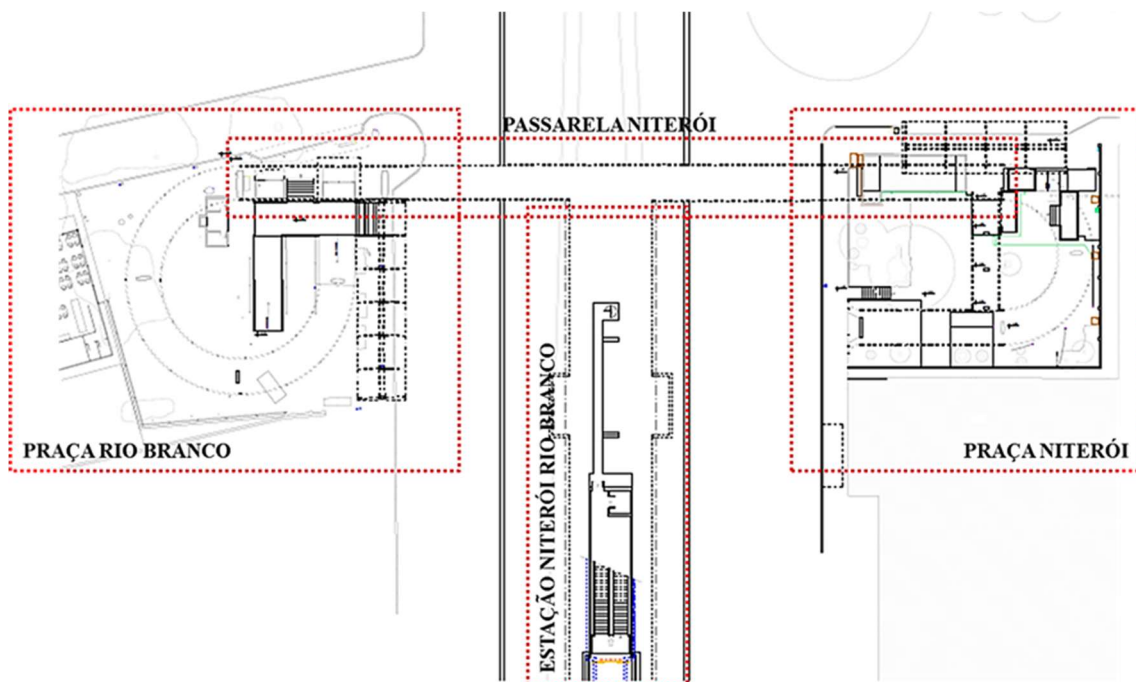 PASSARELA NITERÓI
PRAÇA RIO BRANCO
ESTAÇÃO NITERÓI RIO BRANCO
PRAÇA NITERÓI